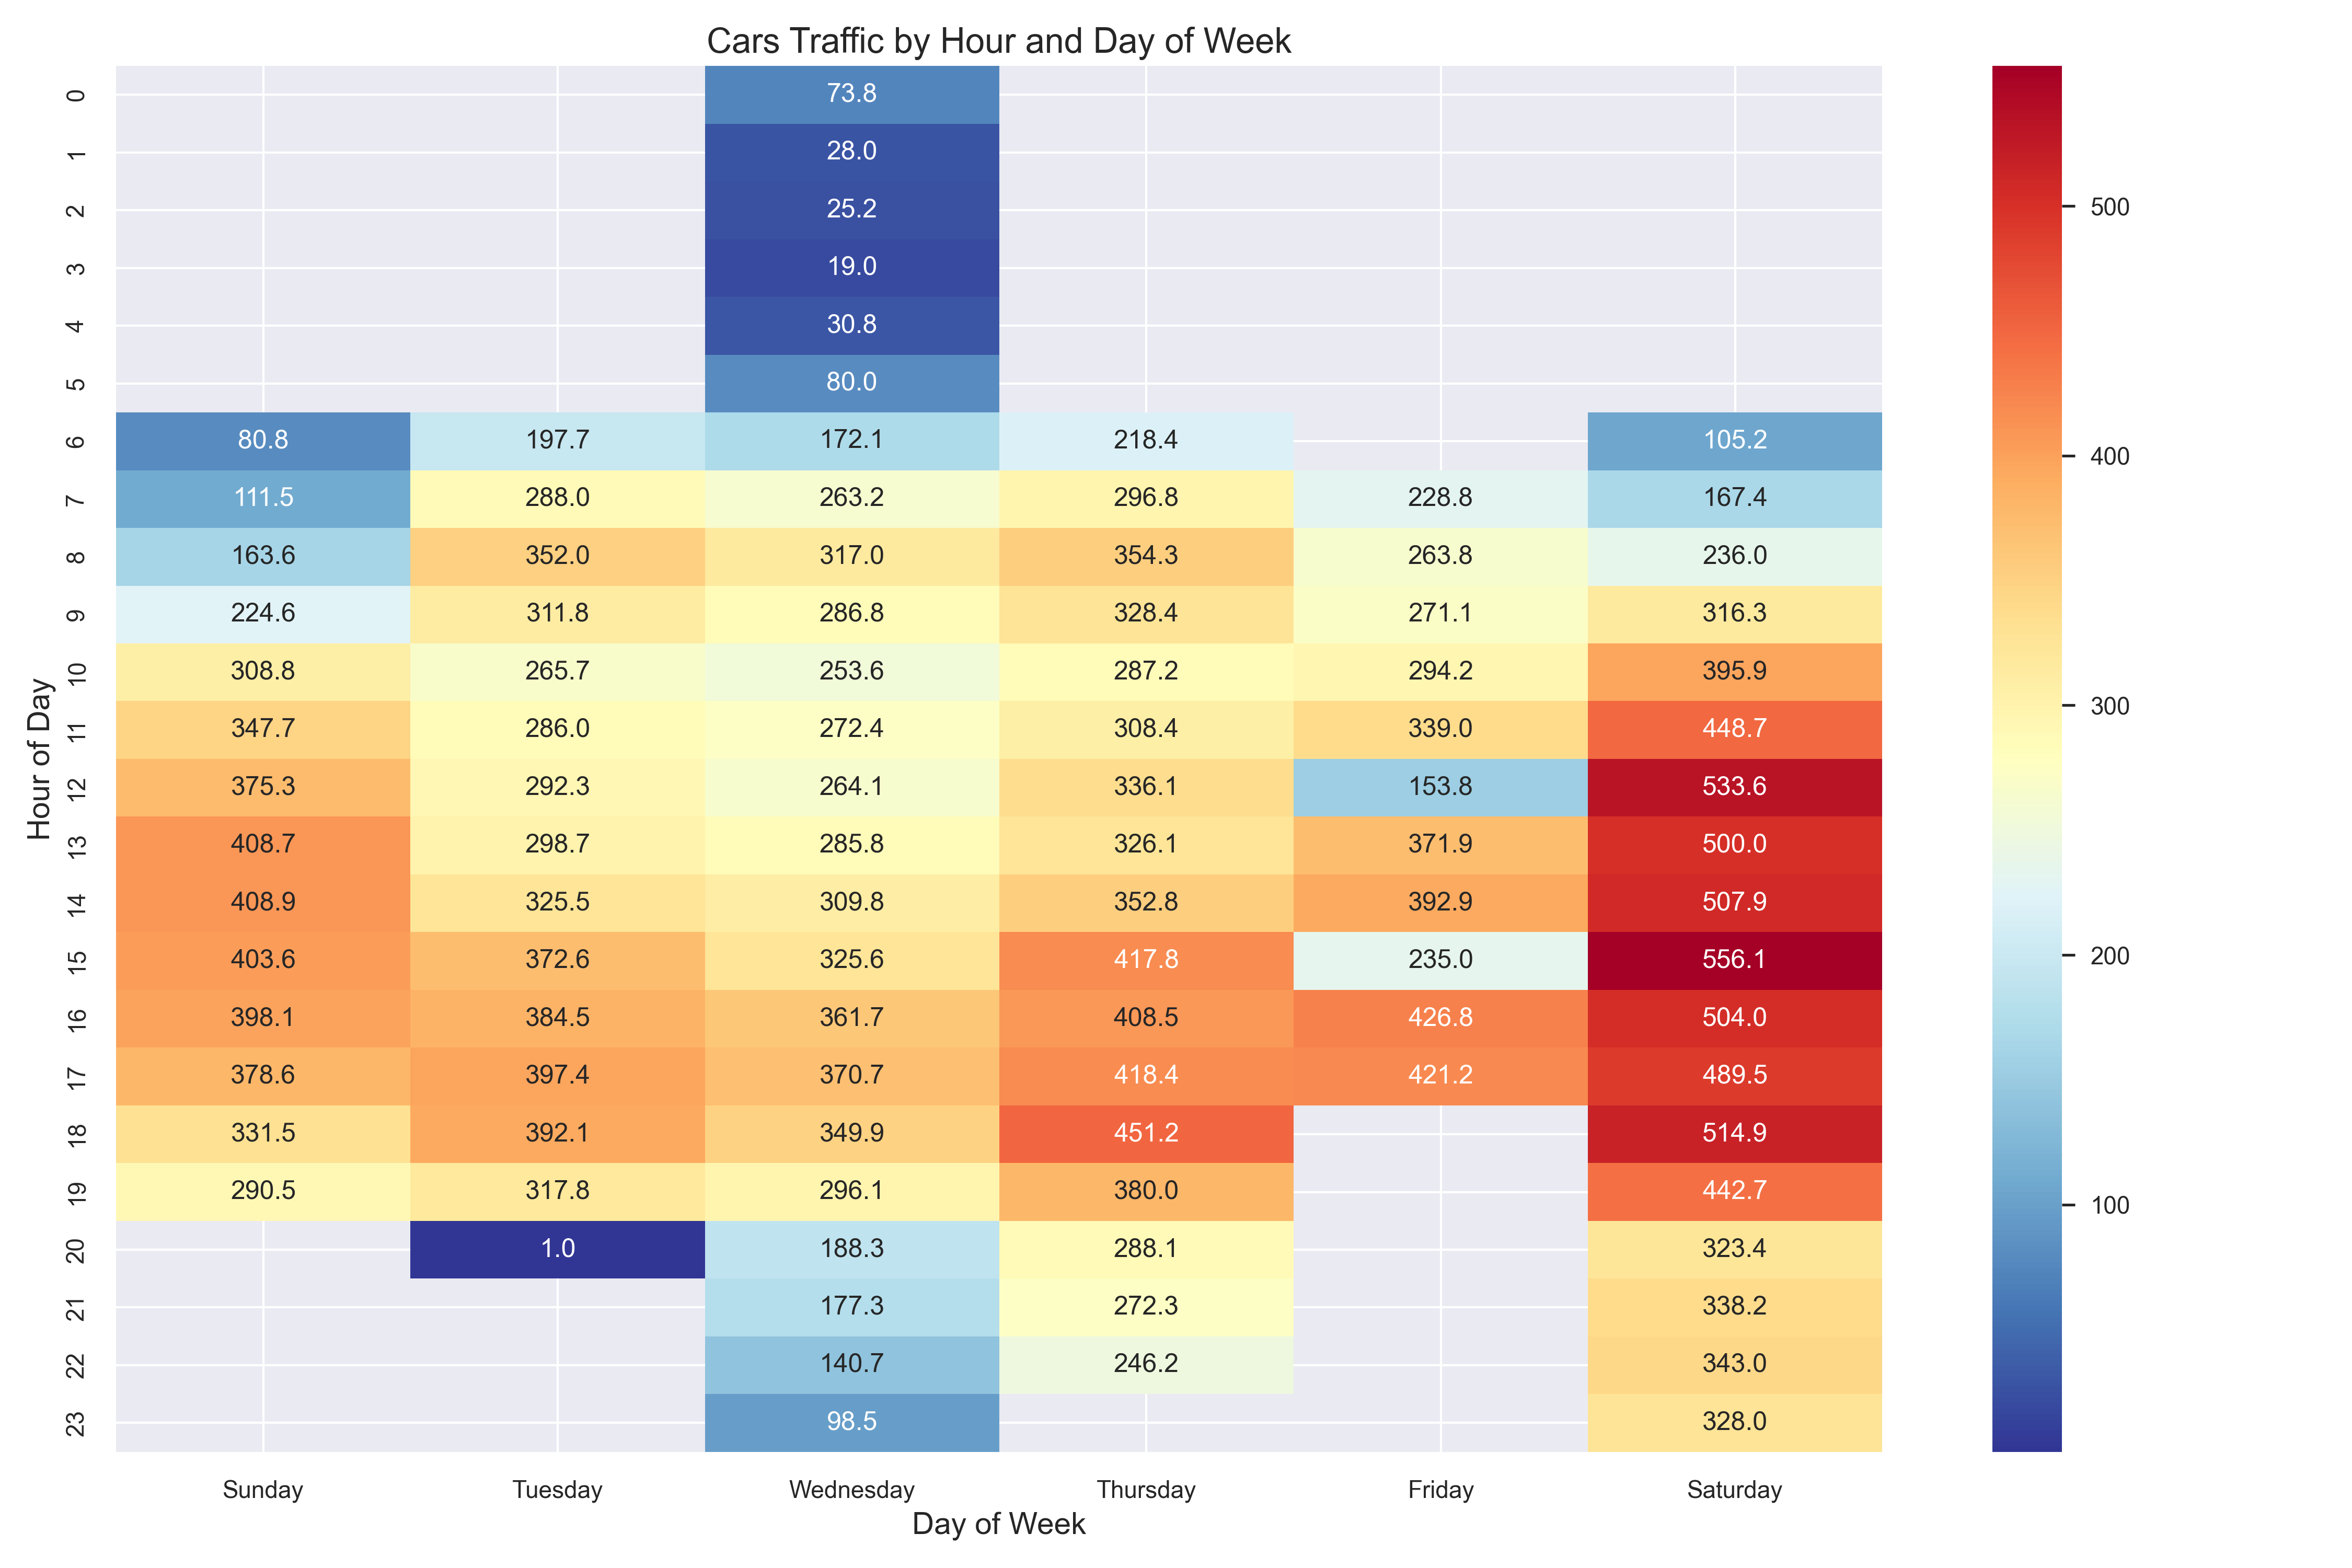 Cars Traffic by Hour and Day of Week
0 73.8
1 28.0
2 25.2
3 19.0
4 30.8
5 80.0
6 80.8 197.7 172.1 218.4 105.2
7 111.5 288.0 263.2 296.8 228.8 167.4
8 163.6 352.0 317.0 354.3 263.8 236.0
9 224.6 311.8 286.8 328.4 271.1 316.3
10 308.8 265.7 253.6 287.2 294.2 395.9
11 347.7 286.0 272.4 308.4 339.0 448.7
12 375.3 292.3 264.1 336.1 153.8 533.6
13 408.7 298.7 285.8 326.1 371.9 500.0
14 408.9 325.5 309.8 352.8 392.9 507.9
15 403.6 372.6 325.6 417.8 235.0 556.1
16 398.1 384.5 361.7 408.5 426.8 504.0
17 378.6 397.4 370.7 418.4 421.2 489.5
18 331.5 392.1 349.9 451.2 514.9
19 290.5 317.8 296.1 380.0 442.7
20 1.0 188.3 288.1 323.4
21 177.3 272.3 338.2
22 140.7 246.2 343.0
23 98.5 328.0
Sunday Tuesday Wednesday Thursday Friday Saturday
Day of Week
Hour of Day
500
400
300
200
100